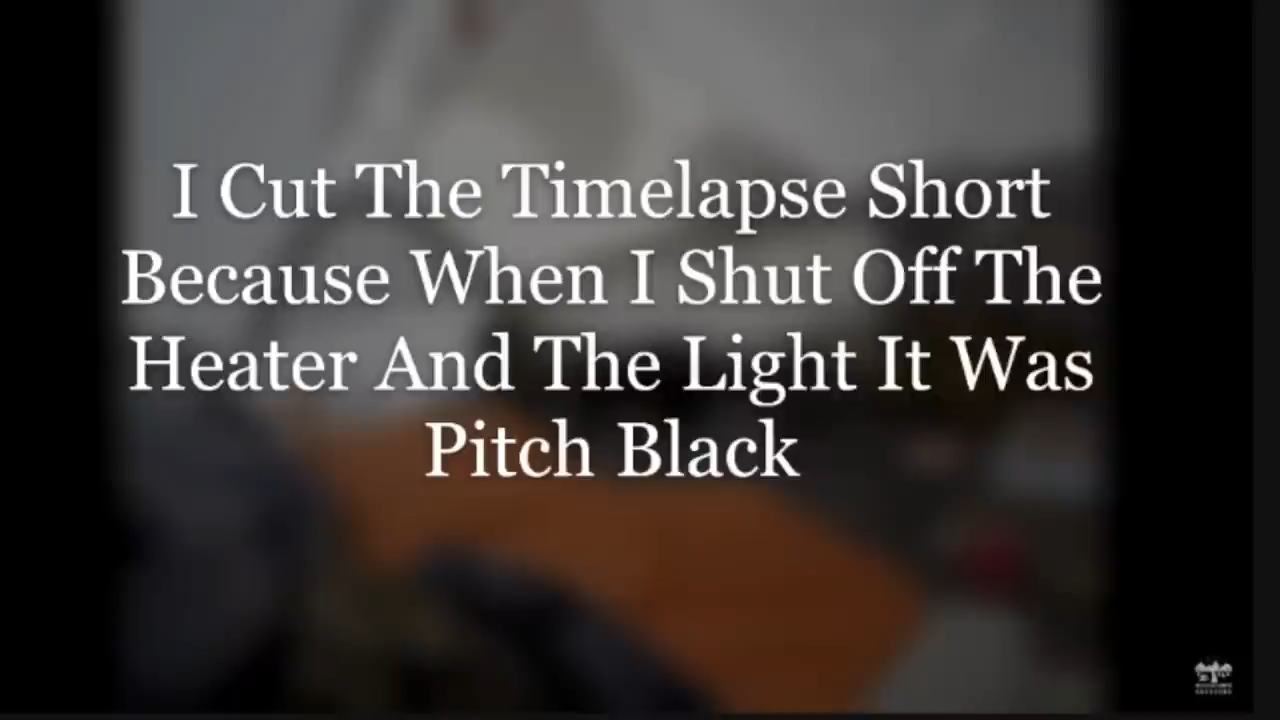 I Cut The Timelapse Short
Because When I Shut Off The
Heater And The Light It Was
Pitch Black